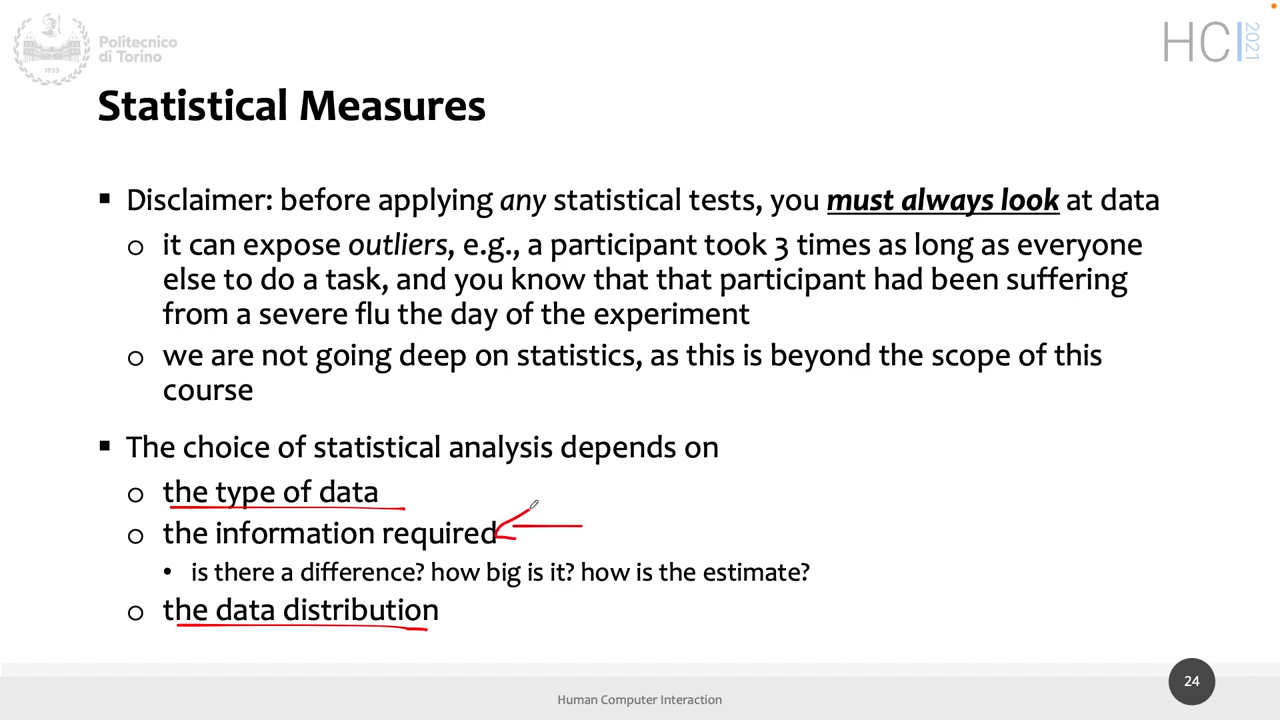 Politecnico
di Torino
1859
HCI 2021
Statistical Measures
▪ Disclaimer: before applying any statistical tests, you must always look at data
o it can expose outliers, e.g., a participant took 3 times as long as everyone
else to do a task, and you know that that participant had been suffering
from a severe flu the day of the experiment
o we are not going deep on statistics, as this is beyond the scope of this
course
▪ The choice of statistical analysis depends on
o the type of data
o the information required
• is there a difference? how big is it? how is the estimate?
o the data distribution
24
Human Computer Interaction